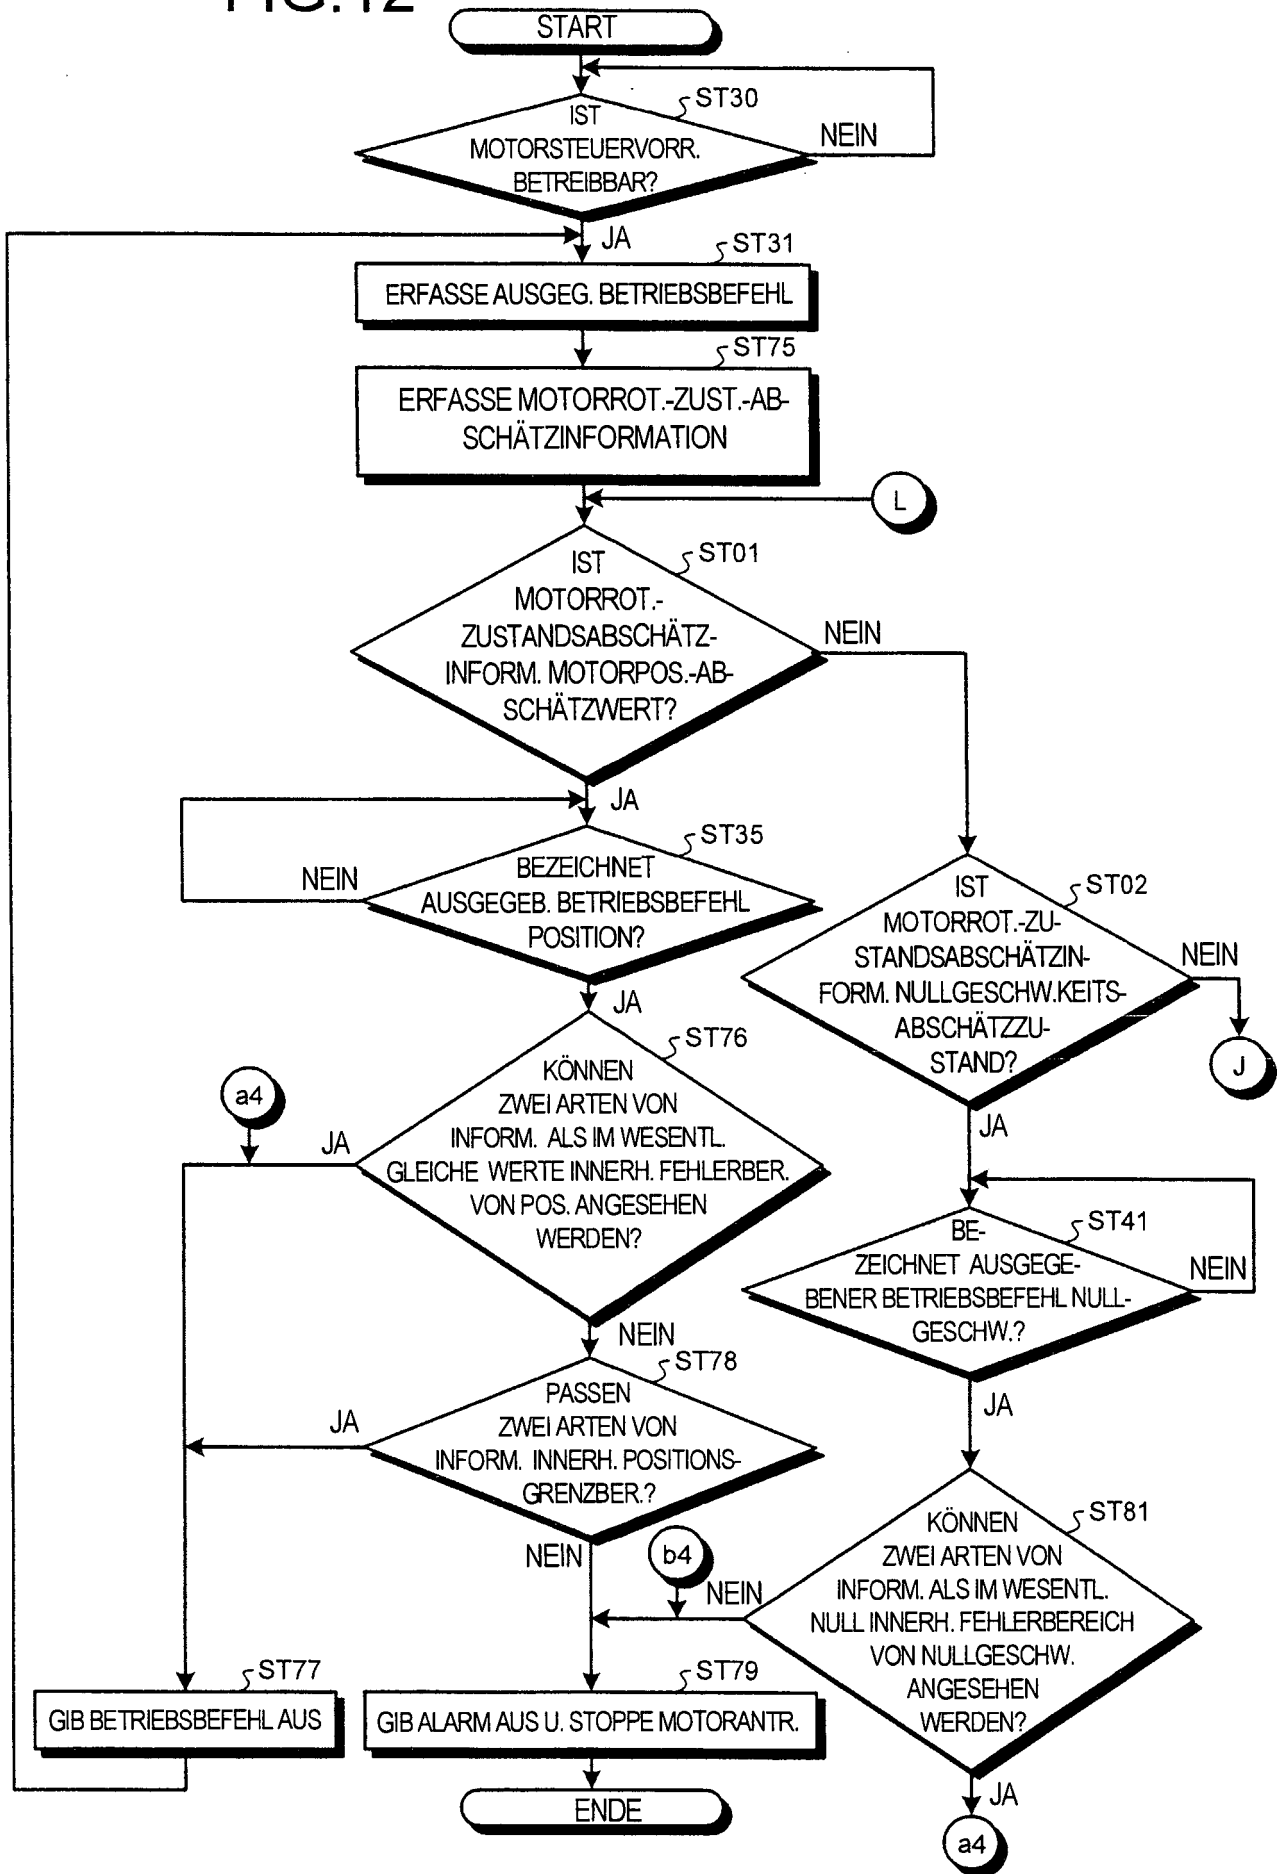 FIG.12
START
ST30
IST
MOTORSTEUERVORR.
BETREIBBAR?
NEIN
JA
ST31
ERFASSE AUSGEG. BETRIEBSBEFEHL
ST75
ERFASSE MOTORROT.-ZUST.-AB-
SCHÄTZINFORMATION
L
ST01
IST
MOTORROT.-
ZUSTANDSABSCHÄTZ-
INFORM. MOTORPOS.-AB-
SCHÄTZWERT?
NEIN
JA
ST35
BEZEICHNET
AUSGEGEB. BETRIEBSBEFEHL
POSITION?
NEIN
JA
ST02
IST
MOTORROT.-ZU-
STANDSABSCHÄTZIN-
FORM. NULLGESCHW.KEITS-
ABSCHÄTZZU-
STAND?
NEIN
J
JA
ST76
KÖNNEN
ZWEI ARTEN VON
INFORM. ALS IM WESENTL.
GLEICHE WERTE INNERH. FEHLERBER.
VON POS. ANGESEHEN
WERDEN?
a4
JA
NEIN
ST41
BE-
ZEICHNET AUSGEGE-
BENER BETRIEBSBEFEHL NULL-
GESCHW.?
NEIN
JA
ST78
PASSEN
ZWEI ARTEN VON
INFORM. INNERH. POSITIONS-
GRENZBER.?
JA
NEIN
b4
ST81
KÖNNEN
ZWEI ARTEN VON
INFORM. ALS IM WESENTL.
NULL INNERH. FEHLERBEREICH
VON NULLGESCHW.
ANGESEHEN
WERDEN?
NEIN
JA
a4
ST77
GIB BETRIEBSBEFEHL AUS
ST79
GIB ALARM AUS U. STOPPE MOTORANTR.
ENDE